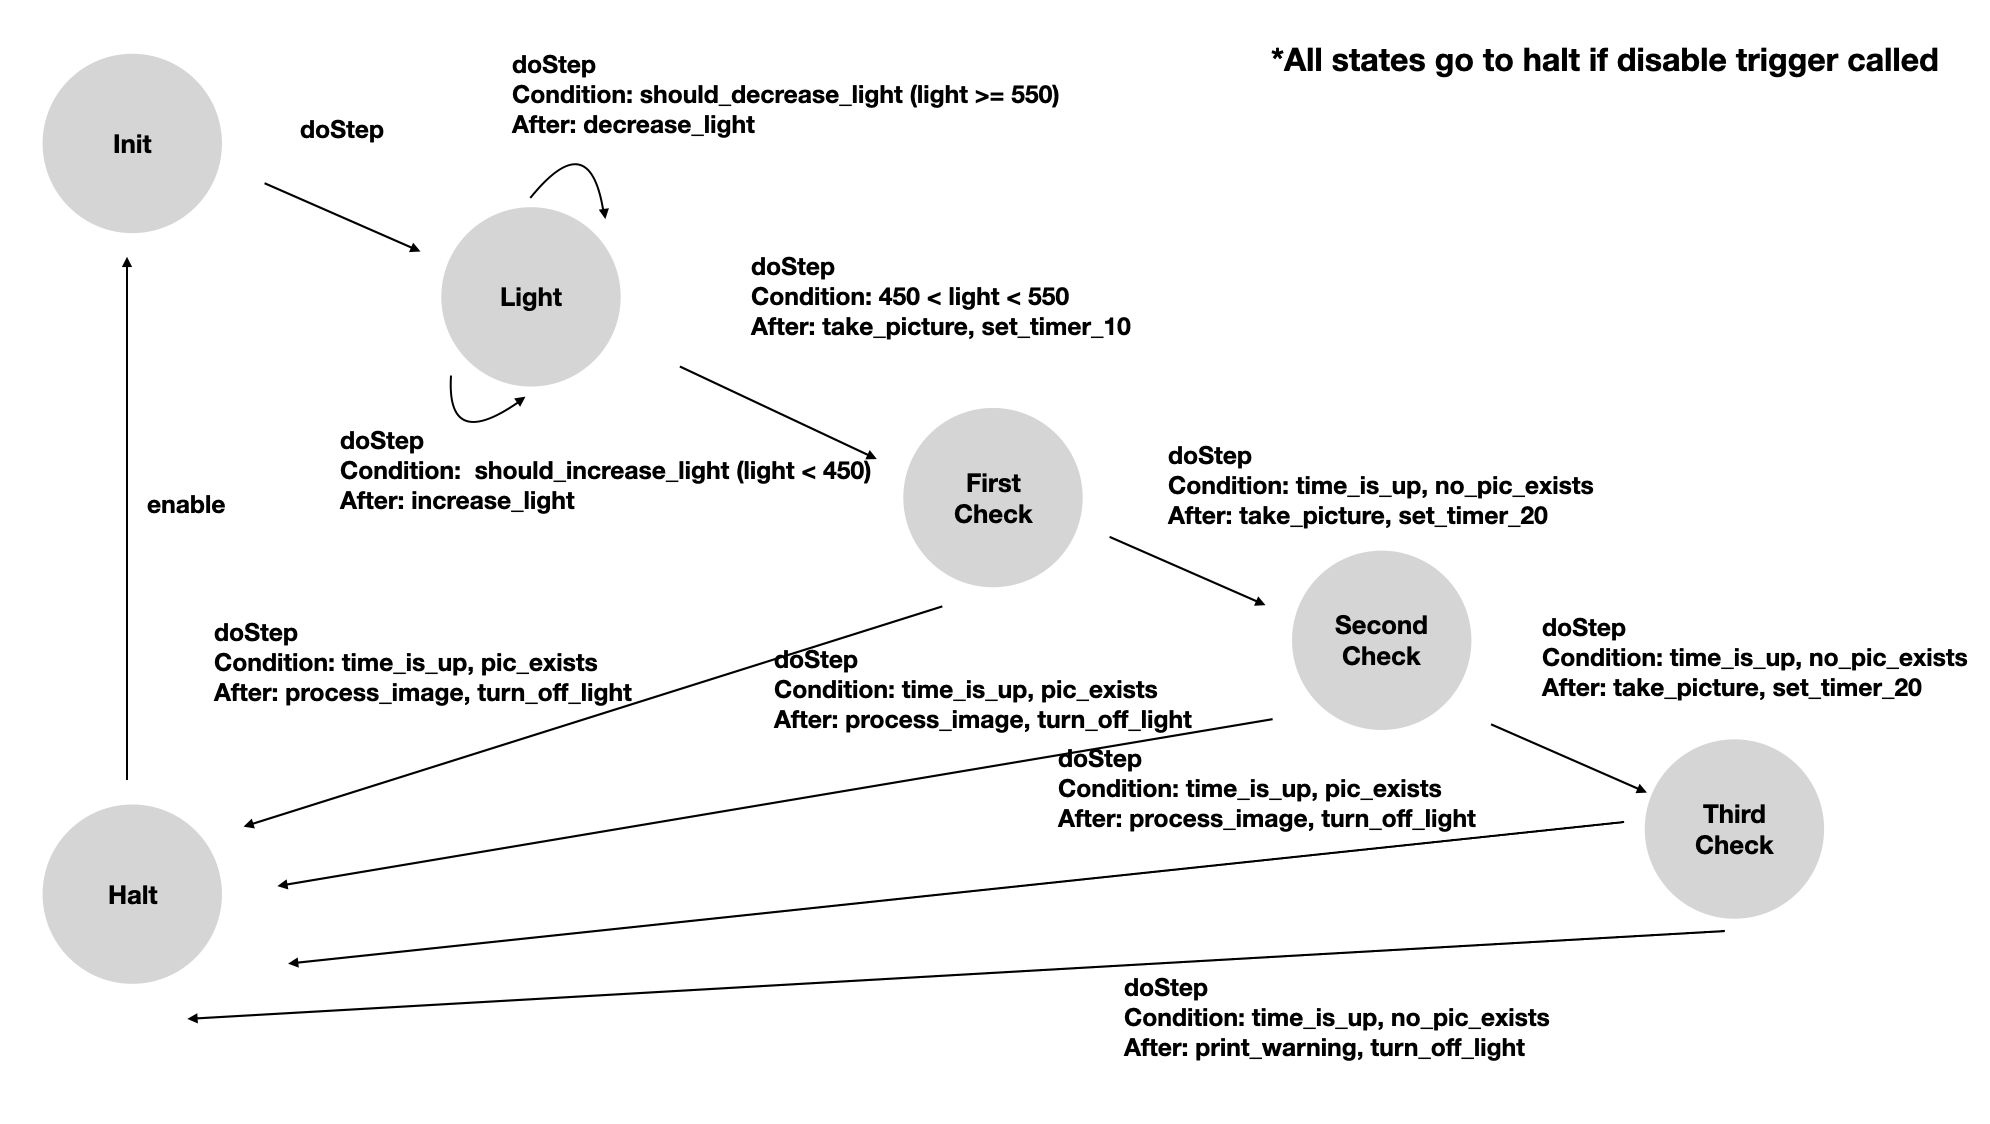 *All states go to halt if disable trigger called
Init
doStep
doStep
Condition: should_decrease_light (light >= 550)
After: decrease_light
Light
doStep
Condition: 450 < light < 550
After: take_picture, set_timer_10
doStep
Condition:  should_increase_light (light < 450)
After: increase_light
First
Check
doStep
Condition: time_is_up, no_pic_exists
After: take_picture, set_timer_20
enable
Second
Check
doStep
Condition: time_is_up, no_pic_exists
After: take_picture, set_timer_20
doStep
Condition: time_is_up, pic_exists
After: process_image, turn_off_light
doStep
Condition: time_is_up, pic_exists
After: process_image, turn_off_light
doStep
Condition: time_is_up, pic_exists
After: process_image, turn_off_light
Third
Check
Halt
doStep
Condition: time_is_up, no_pic_exists
After: print_warning, turn_off_light